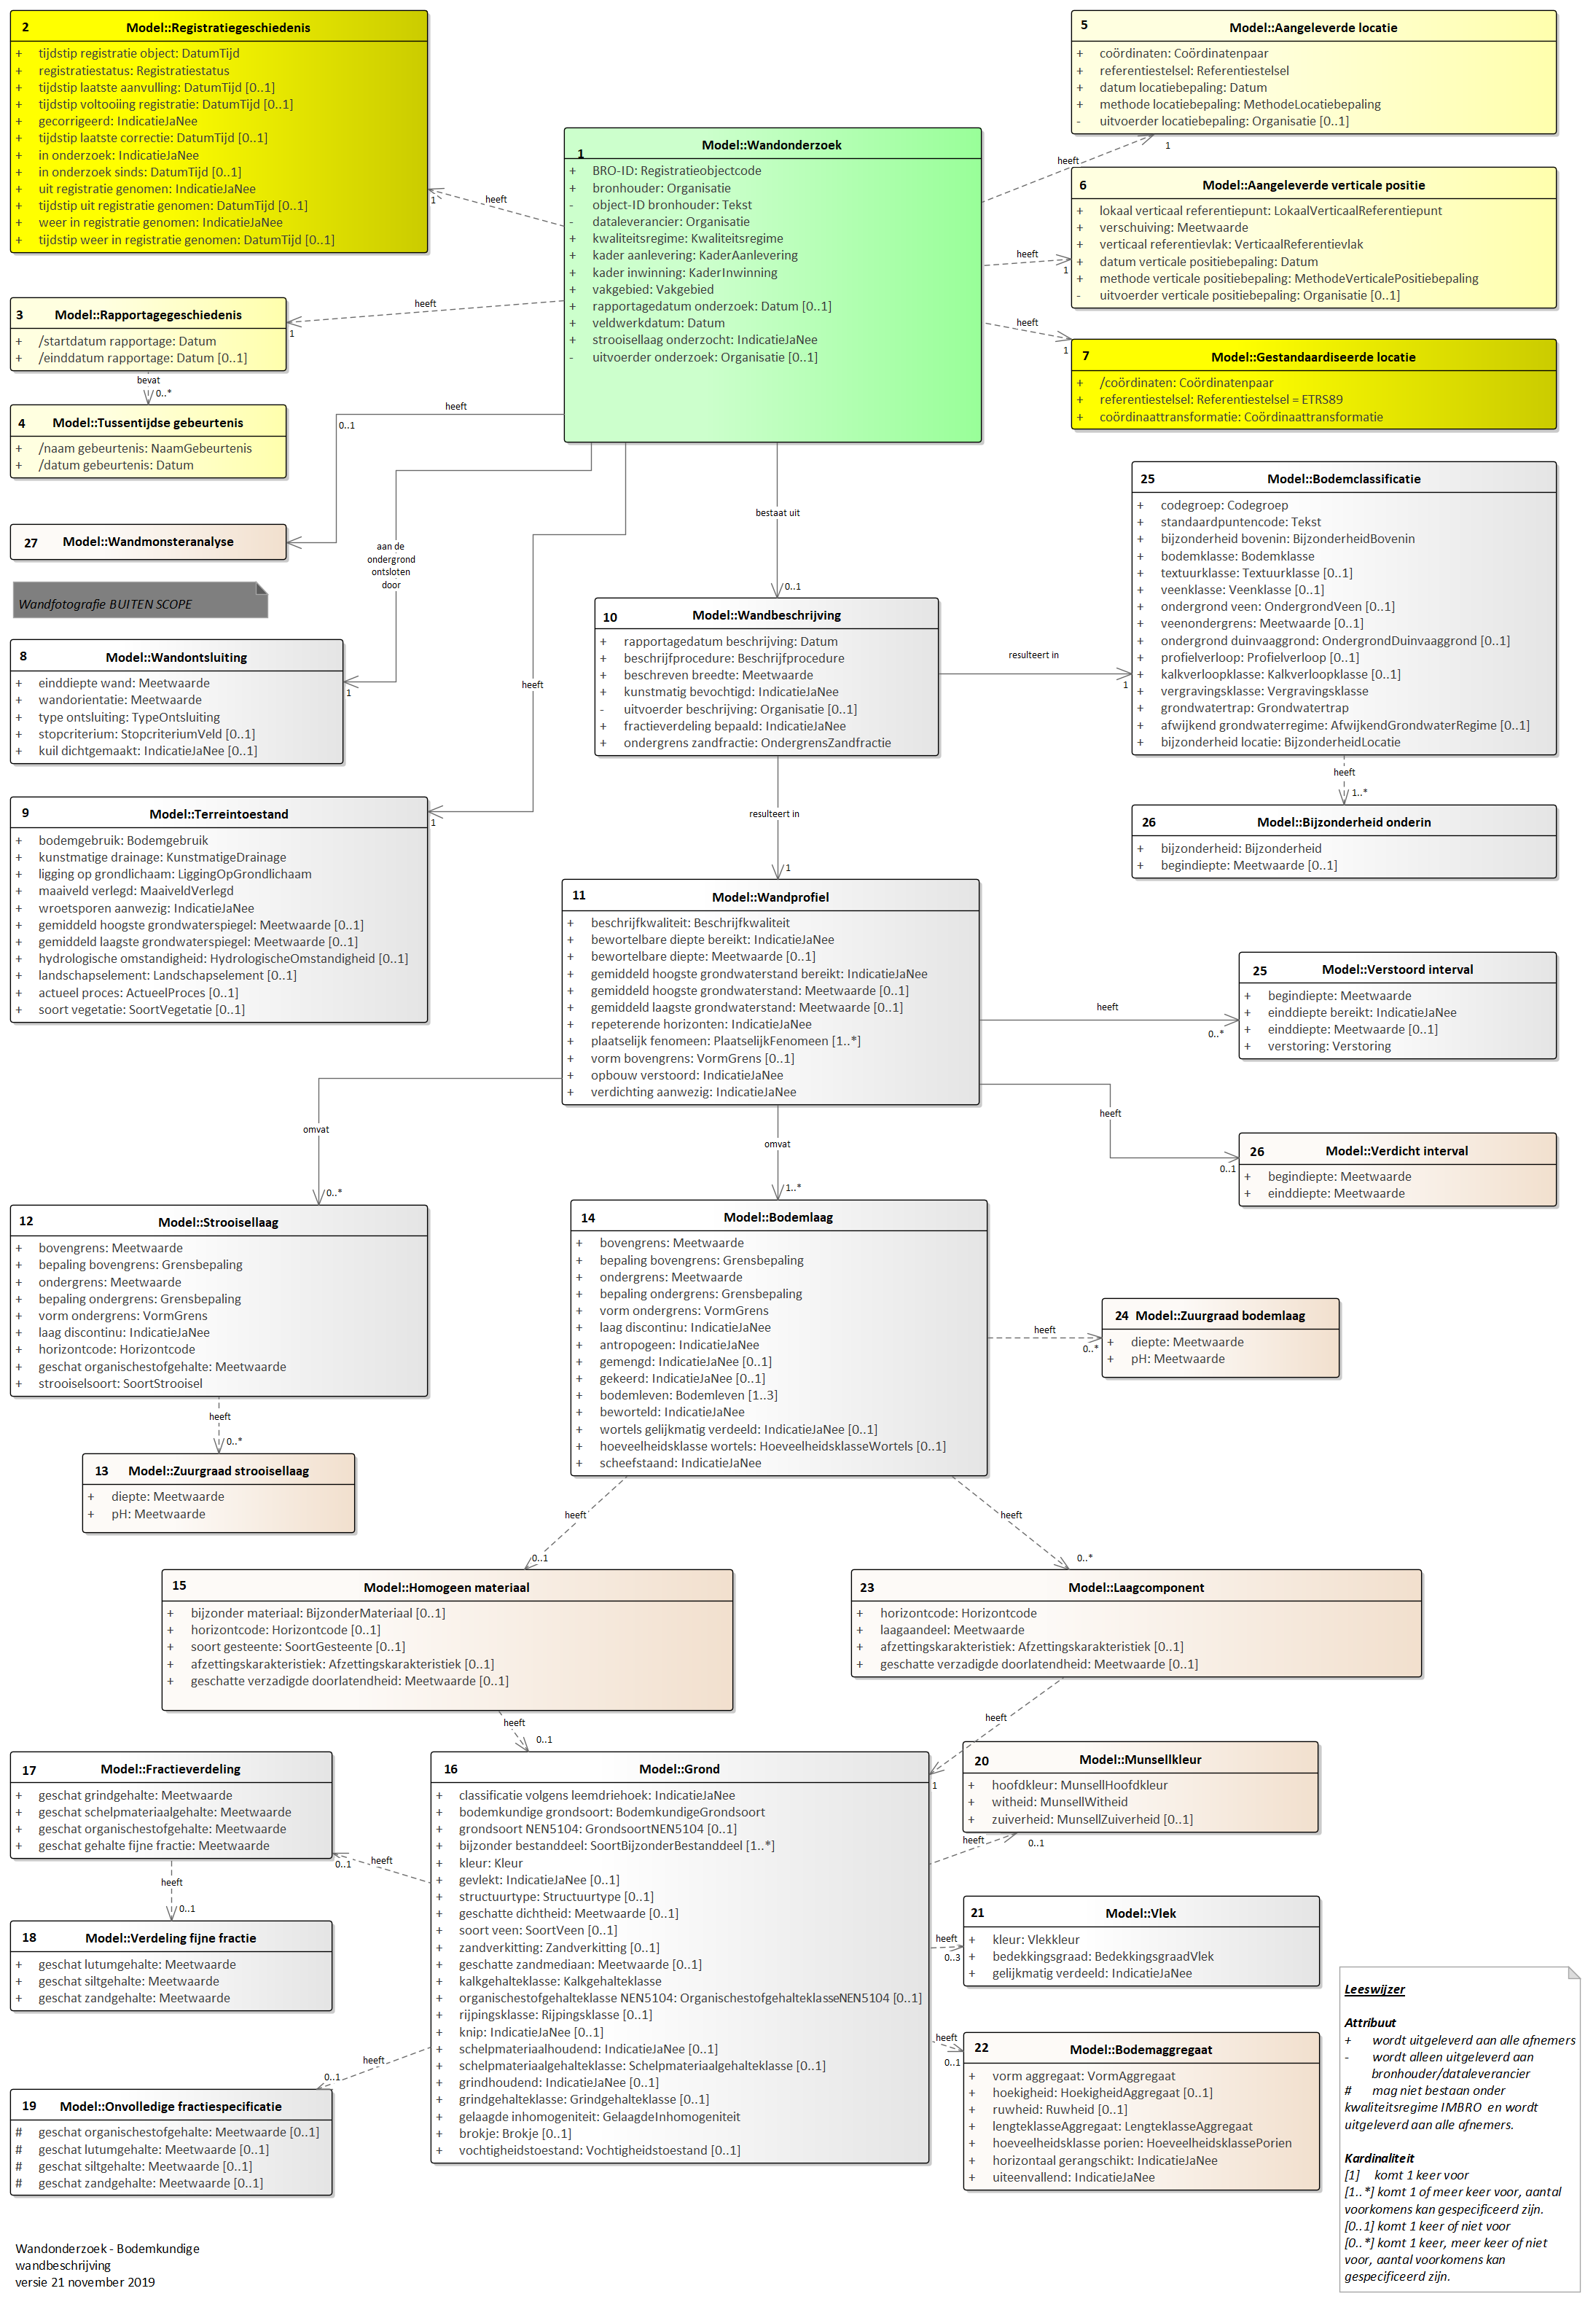 2 Model::Registratiegeschiedenis
+ tijdstip registratie object: DatumTijd
+ registratiestatus: Registratiestatus
+ tijdstip laatste aanvulling: DatumTijd [0..1]
+ tijdstip voltooiing registratie: DatumTijd [0..1]
+ gecorrigeerd: IndicatieJaNee
+ tijdstip laatste correctie: DatumTijd [0..1]
+ in onderzoek: IndicatieJaNee
+ in onderzoek sinds: DatumTijd [0..1]
+ uit registratie genomen: IndicatieJaNee
+ tijdstip uit registratie genomen: DatumTijd [0..1]
+ weer in registratie genomen: IndicatieJaNee
+ tijdstip weer in registratie genomen: DatumTijd [0..1]
1 Model::Wandonderzoek
+ BRO-ID: Registratieobjectcode
+ bronhouder: Organisatie
- object-ID bronhouder: Tekst
- dataleverancier: Organisatie
+ kwaliteitsregime: Kwaliteitsregime
+ kader aanlevering: KaderAanlevering
+ kader inwinning: KaderInwinning
+ vakgebied: Vakgebied
+ rapportagedatum onderzoek: Datum [0..1]
+ veldwerkdatum: Datum
+ strooisellaag onderzocht: IndicatieJaNee
- uitvoerder onderzoek: Organisatie [0..1]
5 Model::Aangeleverde locatie
+ coördinaten: Coördinatenpaar
+ referentiestelsel: Referentiestelsel
+ datum locatiebepaling: Datum
+ methode locatiebepaling: MethodeLocatiebepaling
- uitvoerder locatiebepaling: Organisatie [0..1]
heeft
1
6 Model::Aangeleverde verticale positie
+ lokaal verticaal referentiepunt: LokaalVerticaalReferentiepunt
+ verschuiving: Meetwaarde
+ verticaal referentievlak: VerticaalReferentievlak
+ datum verticale positiebepaling: Datum
+ methode verticale positiebepaling: MethodeVerticalePositiebepaling
- uitvoerder verticale positiebepaling: Organisatie [0..1]
heeft
1
heeft
1
7 Model::Gestandaardiseerde locatie
+ /coördinaten: Coördinatenpaar
+ referentiestelsel: Referentiestelsel = ETRS89
+ coördinaattransformatie: Coördinaattransformatie
heeft
1
3 Model::Rapportagegeschiedenis
+ /startdatum rapportage: Datum
+ /einddatum rapportage: Datum [0..1]
heeft
1
bevat
0..*
4 Model::Tussentijdse gebeurtenis
+ /naam gebeurtenis: NaamGebeurtenis
+ /datum gebeurtenis: Datum
heeft
0..1
27 Model::Wandmonsteranalyse
Wandfotografie BUITEN SCOPE
aan de
ondergrond
ontsloten
door
1
8 Model::Wandontsluiting
+ einddiepte wand: Meetwaarde
+ wandorientatie: Meetwaarde
+ type ontsluiting: TypeOntsluiting
+ stopcriterium: StopcriteriumVeld [0..1]
+ kuil dichtgemaakt: IndicatieJaNee [0..1]
heeft
1
9 Model::Terreintoestand
+ bodemgebruik: Bodemgebruik
+ kunstmatige drainage: KunstmatigeDrainage
+ ligging op grondlichaam: LiggingOpGrondlichaam
+ maaiveld verlegd: MaaiveldVerlegd
+ wroetsporen aanwezig: IndicatieJaNee
+ gemiddeld hoogste grondwaterspiegel: Meetwaarde [0..1]
+ gemiddeld laagste grondwaterspiegel: Meetwaarde [0..1]
+ hydrologische omstandigheid: HydrologischeOmstandigheid [0..1]
+ landschapselement: Landschapselement [0..1]
+ actueel proces: ActueelProces [0..1]
+ soort vegetatie: SoortVegetatie [0..1]
bestaat uit
0..1
10 Model::Wandbeschrijving
+ rapportagedatum beschrijving: Datum
+ beschrijfprocedure: Beschrijfprocedure
+ beschreven breedte: Meetwaarde
+ kunstmatig bevochtigd: IndicatieJaNee
- uitvoerder beschrijving: Organisatie [0..1]
+ fractieverdeling bepaald: IndicatieJaNee
+ ondergrens zandfractie: OndergrensZandfractie
resulteert in
1
25 Model::Bodemclassificatie
+ codegroep: Codegroep
+ standaardpuntencode: Tekst
+ bijzonderheid bovenin: BijzonderheidBovenin
+ bodemklasse: Bodemklasse
+ textuurklasse: Textuurklasse [0..1]
+ veenklasse: Veenklasse [0..1]
+ ondergrond veen: OndergrondVeen [0..1]
+ veenondergrens: Meetwaarde [0..1]
+ ondergrond duinvaaggrond: OndergrondDuinvaaggrond [0..1]
+ profielverloop: Profielverloop [0..1]
+ kalkverloopklasse: Kalkverloopklasse [0..1]
+ vergravingsklasse: Vergravingsklasse
+ grondwatertrap: Grondwatertrap
+ afwijkend grondwaterregime: AfwijkendGrondwaterRegime [0..1]
+ bijzonderheid locatie: BijzonderheidLocatie
heeft
1..*
26 Model::Bijzonderheid onderin
+ bijzonderheid: Bijzonderheid
+ begindiepte: Meetwaarde [0..1]
resulteert in
1
11 Model::Wandprofiel
+ beschrijfkwaliteit: Beschrijfkwaliteit
+ bewortelbare diepte bereikt: IndicatieJaNee
+ bewortelbare diepte: Meetwaarde [0..1]
+ gemiddeld hoogste grondwaterstand bereikt: IndicatieJaNee
+ gemiddeld hoogste grondwaterstand: Meetwaarde [0..1]
+ gemiddeld laagste grondwaterstand: Meetwaarde [0..1]
+ repeterende horizonten: IndicatieJaNee
+ plaatselijk fenomeen: PlaatselijkFenomeen [1..*]
+ vorm bovengrens: VormGrens [0..1]
+ opbouw verstoord: IndicatieJaNee
+ verdichting aanwezig: IndicatieJaNee
heeft
0..*
25 Model::Verstoord interval
+ begindiepte: Meetwaarde
+ einddiepte bereikt: IndicatieJaNee
+ einddiepte: Meetwaarde [0..1]
+ verstoring: Verstoring
heeft
0..1
26 Model::Verdicht interval
+ begindiepte: Meetwaarde
+ einddiepte: Meetwaarde
omvat
0..*
12 Model::Strooisellaag
+ bovengrens: Meetwaarde
+ bepaling bovengrens: Grensbepaling
+ ondergrens: Meetwaarde
+ bepaling ondergrens: Grensbepaling
+ vorm ondergrens: VormGrens
+ laag discontinu: IndicatieJaNee
+ horizontcode: Horizontcode
+ geschat organischestofgehalte: Meetwaarde
+ strooiselsoort: SoortStrooisel
heeft
0..*
13 Model::Zuurgraad strooisellaag
+ diepte: Meetwaarde
+ pH: Meetwaarde
omvat
1..*
14 Model::Bodemlaag
+ bovengrens: Meetwaarde
+ bepaling bovengrens: Grensbepaling
+ ondergrens: Meetwaarde
+ bepaling ondergrens: Grensbepaling
+ vorm ondergrens: VormGrens
+ laag discontinu: IndicatieJaNee
+ antropogeen: IndicatieJaNee
+ gemengd: IndicatieJaNee [0..1]
+ gekeerd: IndicatieJaNee [0..1]
+ bodemleven: Bodemleven [1..3]
+ beworteld: IndicatieJaNee
+ wortels gelijkmatig verdeeld: IndicatieJaNee [0..1]
+ hoeveelheidsklasse wortels: HoeveelheidsklasseWortels [0..1]
+ scheefstaand: IndicatieJaNee
heeft
0..*
24 Model::Zuurgraad bodemlaag
+ diepte: Meetwaarde
+ pH: Meetwaarde
heeft
0..1
15 Model::Homogeen materiaal
+ bijzonder materiaal: BijzonderMateriaal [0..1]
+ horizontcode: Horizontcode [0..1]
+ soort gesteente: SoortGesteente [0..1]
+ afzettingskarakteristiek: Afzettingskarakteristiek [0..1]
+ geschatte verzadigde doorlatendheid: Meetwaarde [0..1]
heeft
0..*
23 Model::Laagcomponent
+ horizontcode: Horizontcode
+ laagaandeel: Meetwaarde
+ afzettingskarakteristiek: Afzettingskarakteristiek [0..1]
+ geschatte verzadigde doorlatendheid: Meetwaarde [0..1]
heeft
0..1
heeft
1
17 Model::Fractieverdeling
+ geschat grindgehalte: Meetwaarde
+ geschat schelpmateriaalgehalte: Meetwaarde
+ geschat organischestofgehalte: Meetwaarde
+ geschat gehalte fijne fractie: Meetwaarde
heeft
0..1
heeft
0..1
18 Model::Verdeling fijne fractie
+ geschat lutumgehalte: Meetwaarde
+ geschat siltgehalte: Meetwaarde
+ geschat zandgehalte: Meetwaarde
heeft
0..1
19 Model::Onvolledige fractiespecificatie
# geschat organischestofgehalte: Meetwaarde [0..1]
# geschat lutumgehalte: Meetwaarde [0..1]
# geschat siltgehalte: Meetwaarde [0..1]
# geschat zandgehalte: Meetwaarde [0..1]
16 Model::Grond
+ classificatie volgens leemdriehoek: IndicatieJaNee
+ bodemkundige grondsoort: BodemkundigeGrondsoort
+ grondsoort NEN5104: GrondsoortNEN5104 [0..1]
+ bijzonder bestanddeel: SoortBijzonderBestanddeel [1..*]
+ kleur: Kleur
+ gevlekt: IndicatieJaNee [0..1]
+ structuurtype: Structuurtype [0..1]
+ geschatte dichtheid: Meetwaarde [0..1]
+ soort veen: SoortVeen [0..1]
+ zandverkitting: Zandverkitting [0..1]
+ geschatte zandmediaan: Meetwaarde [0..1]
+ kalkgehalteklasse: Kalkgehalteklasse
+ organischestofgehalteklasse NEN5104: OrganischestofgehalteklasseNEN5104 [0..1]
+ rijpingsklasse: Rijpingsklasse [0..1]
+ knip: IndicatieJaNee [0..1]
+ schelpmateriaalhoudend: IndicatieJaNee [0..1]
+ schelpmateriaalgehalteklasse: Schelpmateriaalgehalteklasse [0..1]
+ grindhoudend: IndicatieJaNee [0..1]
+ grindgehalteklasse: Grindgehalteklasse [0..1]
+ gelaagde inhomogeniteit: GelaagdeInhomogeniteit
+ brokje: Brokje [0..1]
+ vochtigheidstoestand: Vochtigheidstoestand [0..1]
20 Model::Munsellkleur
+ hoofdkleur: MunsellHoofdkleur
+ witheid: MunsellWitheid
+ zuiverheid: MunsellZuiverheid [0..1]
heeft
0..1
21 Model::Vlek
+ kleur: Vlekkleur
+ bedekkingsgraad: BedekkingsgraadVlek
+ gelijkmatig verdeeld: IndicatieJaNee
heeft
0..3
heeft
0..1
22 Model::Bodemaggregaat
+ vorm aggregaat: VormAggregaat
+ hoekigheid: HoekigheidAggregaat [0..1]
+ ruwheid: Ruwheid [0..1]
+ lengteklasseAggregaat: LengteklasseAggregaat
+ hoeveelheidsklasse porien: HoeveelheidsklassePorien
+ horizontaal gerangschikt: IndicatieJaNee
+ uiteenvallend: IndicatieJaNee
Leeswijzer
Attribuut
+ wordt uitgeleverd aan alle afnemers
- wordt alleen uitgeleverd aan
bronhouder/dataleverancier
# mag niet bestaan onder
kwaliteitsregime IMBRO en wordt
uitgeleverd aan alle afnemers.
Kardinaliteit
[1] komt 1 keer voor
[1..*] komt 1 of meer keer voor, aantal
voorkomens kan gespecificeerd zijn.
[0..1] komt 1 keer of niet voor
[0..*] komt 1 keer, meer keer of niet
voor, aantal voorkomens kan
gespecificeerd zijn.
Wandonderzoek - Bodemkundige
wandbeschrijving
versie 21 november 2019